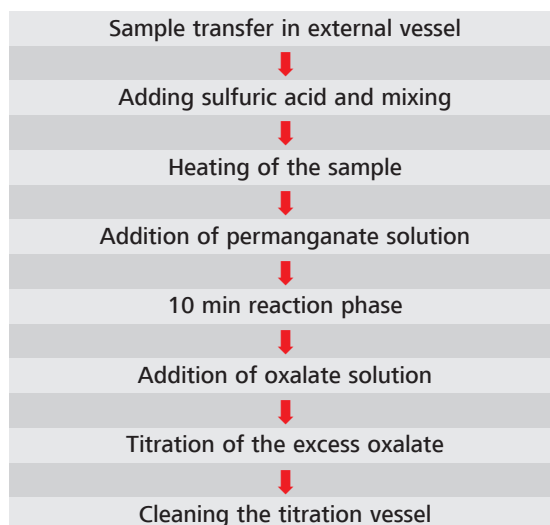 Sample transfer in external vessel
Adding sulfuric acid and mixing
Heating of the sample
Addition of permanganate solution
10 min reaction phase
Addition of oxalate solution
Titration of the excess oxalate
Cleaning the titration vessel